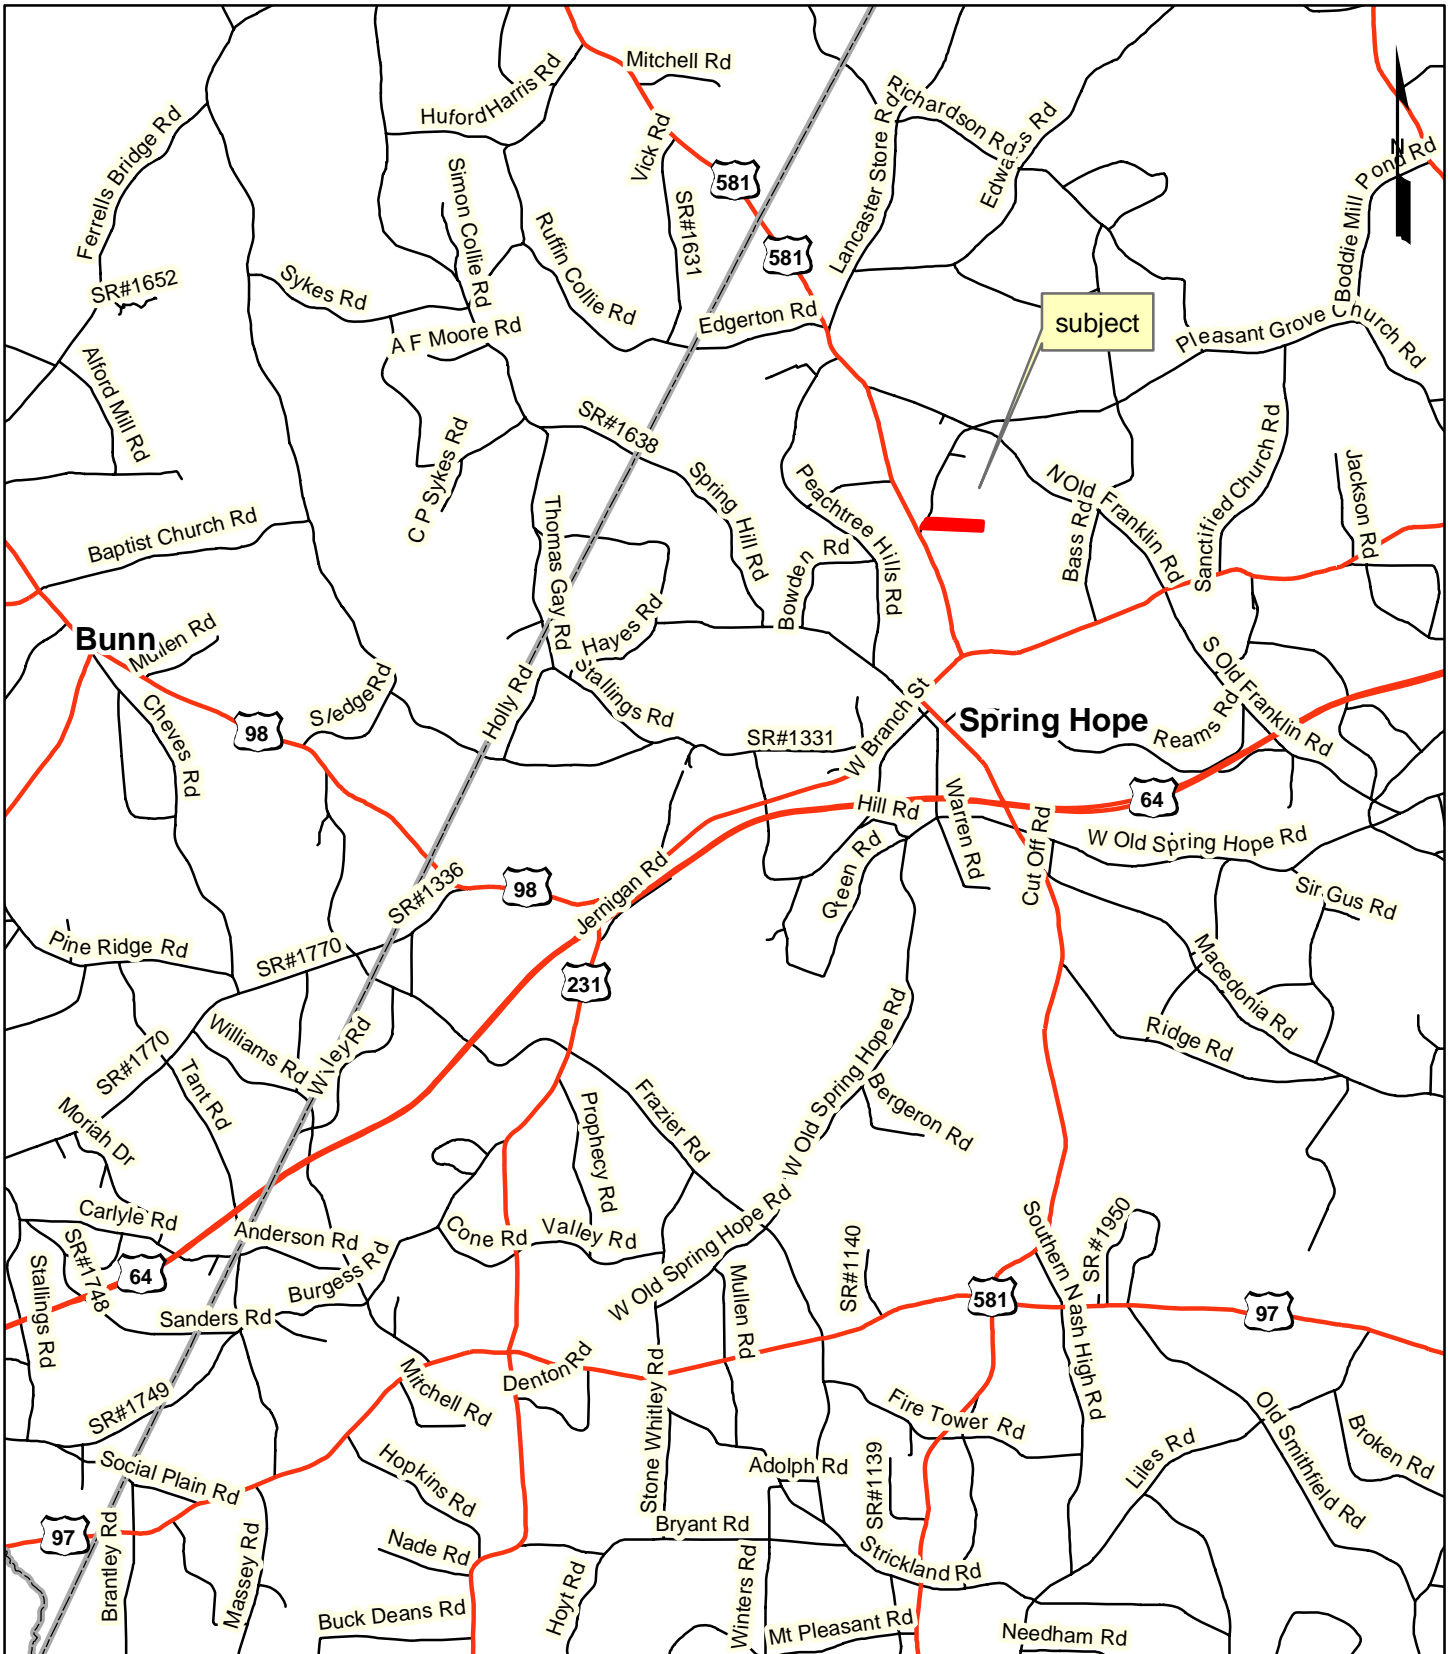 Mitchell Rd
HufordHarris Rd
Richardson Rd
Edwards Rd
Ferrells Bridge Rd
Vick Rd
Lancaster Store Rd
N
Boddie Mill Pond Rd
Simon Collie Rd
581
SR#1631
Ruffin Collie Rd
581
SR#1652
Sykes Rd
Edgerton Rd
subject
A F Moore Rd
Pleasant Grove Church Rd
Alford Mill Rd
SR#1638
C P Sykes Rd
Spring Hill Rd
Peachtree Hills Rd
N Old Franklin Rd
Sanctified Church Rd
Jackson Rd
Baptist Church Rd
Thomas Gay Rd
Bowden Rd
Bass Rd
Bunn
Mullen Rd
Hayes Rd
Sledge Rd
Holly Rd
Stallings Rd
S Old Franklin Rd
Cheves Rd
98
SR#1331
W Branch St
Spring Hope
Reams Rd
64
Hill Rd
Warren Rd
Cut Off Rd
W Old Spring Hope Rd
SR#1336
98
Jernigan Rd
Green Rd
Sir Gus Rd
Pine Ridge Rd
SR#1770
231
Macedonia Rd
Williams Rd
Wiley Rd
W Old Spring Hope Rd
Ridge Rd
SR#1770
Tant Rd
Moriah Dr
Prophecy Rd
Frazier Rd
Bergeron Rd
Carlyle Rd
Anderson Rd
Cone Rd
Valley Rd
W Old Spring Hope Rd
SR#1140
Southern Nash High Rd
SR#1950
SR#1748
64
Burgess Rd
Stallings Rd
Sanders Rd
Mullen Rd
581
97
Mitchell Rd
Denton Rd
Stone Whitley Rd
SR#1749
Fire Tower Rd
Old Smithfield Rd
Broken Rd
Social Plain Rd
Hopkins Rd
Adolph Rd
SR#1139
Liles Rd
97
Brantley Rd
Massey Rd
Nade Rd
Bryant Rd
Strickland Rd
Buck Deans Rd
Hoyt Rd
Winters Rd
Mt Pleasant Rd
Needham Rd